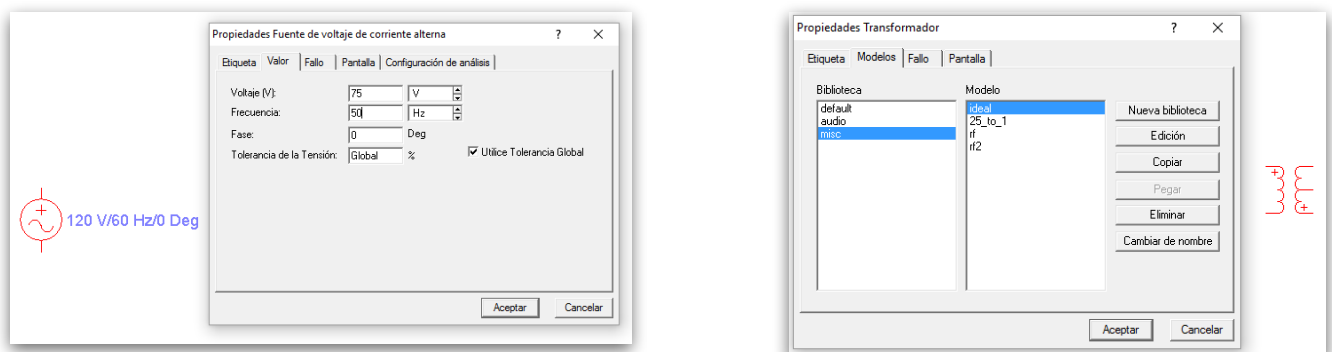 Propiedades Fuente de voltaje de corriente alterna ? X
Etiqueta Valor Fallo Pantalla Configuración de análisis
Voltaje (V): 75 V
Frecuencia: 50 Hz
Fase: 0 Deg
Tolerancia de la Tensión: Global % Utilice Tolerancia Global
120 V/60 Hz/0 Deg
Aceptar Cancelar
Propiedades Transformador ? X
Etiqueta Modelos Fallo Pantalla
Biblioteca
default
audio
misc
Modelo
ideal
25_to_1
rf
rf2
Nueva biblioteca
Edición
Copiar
Pegar
Eliminar
Cambiar de nombre
Aceptar Cancelar